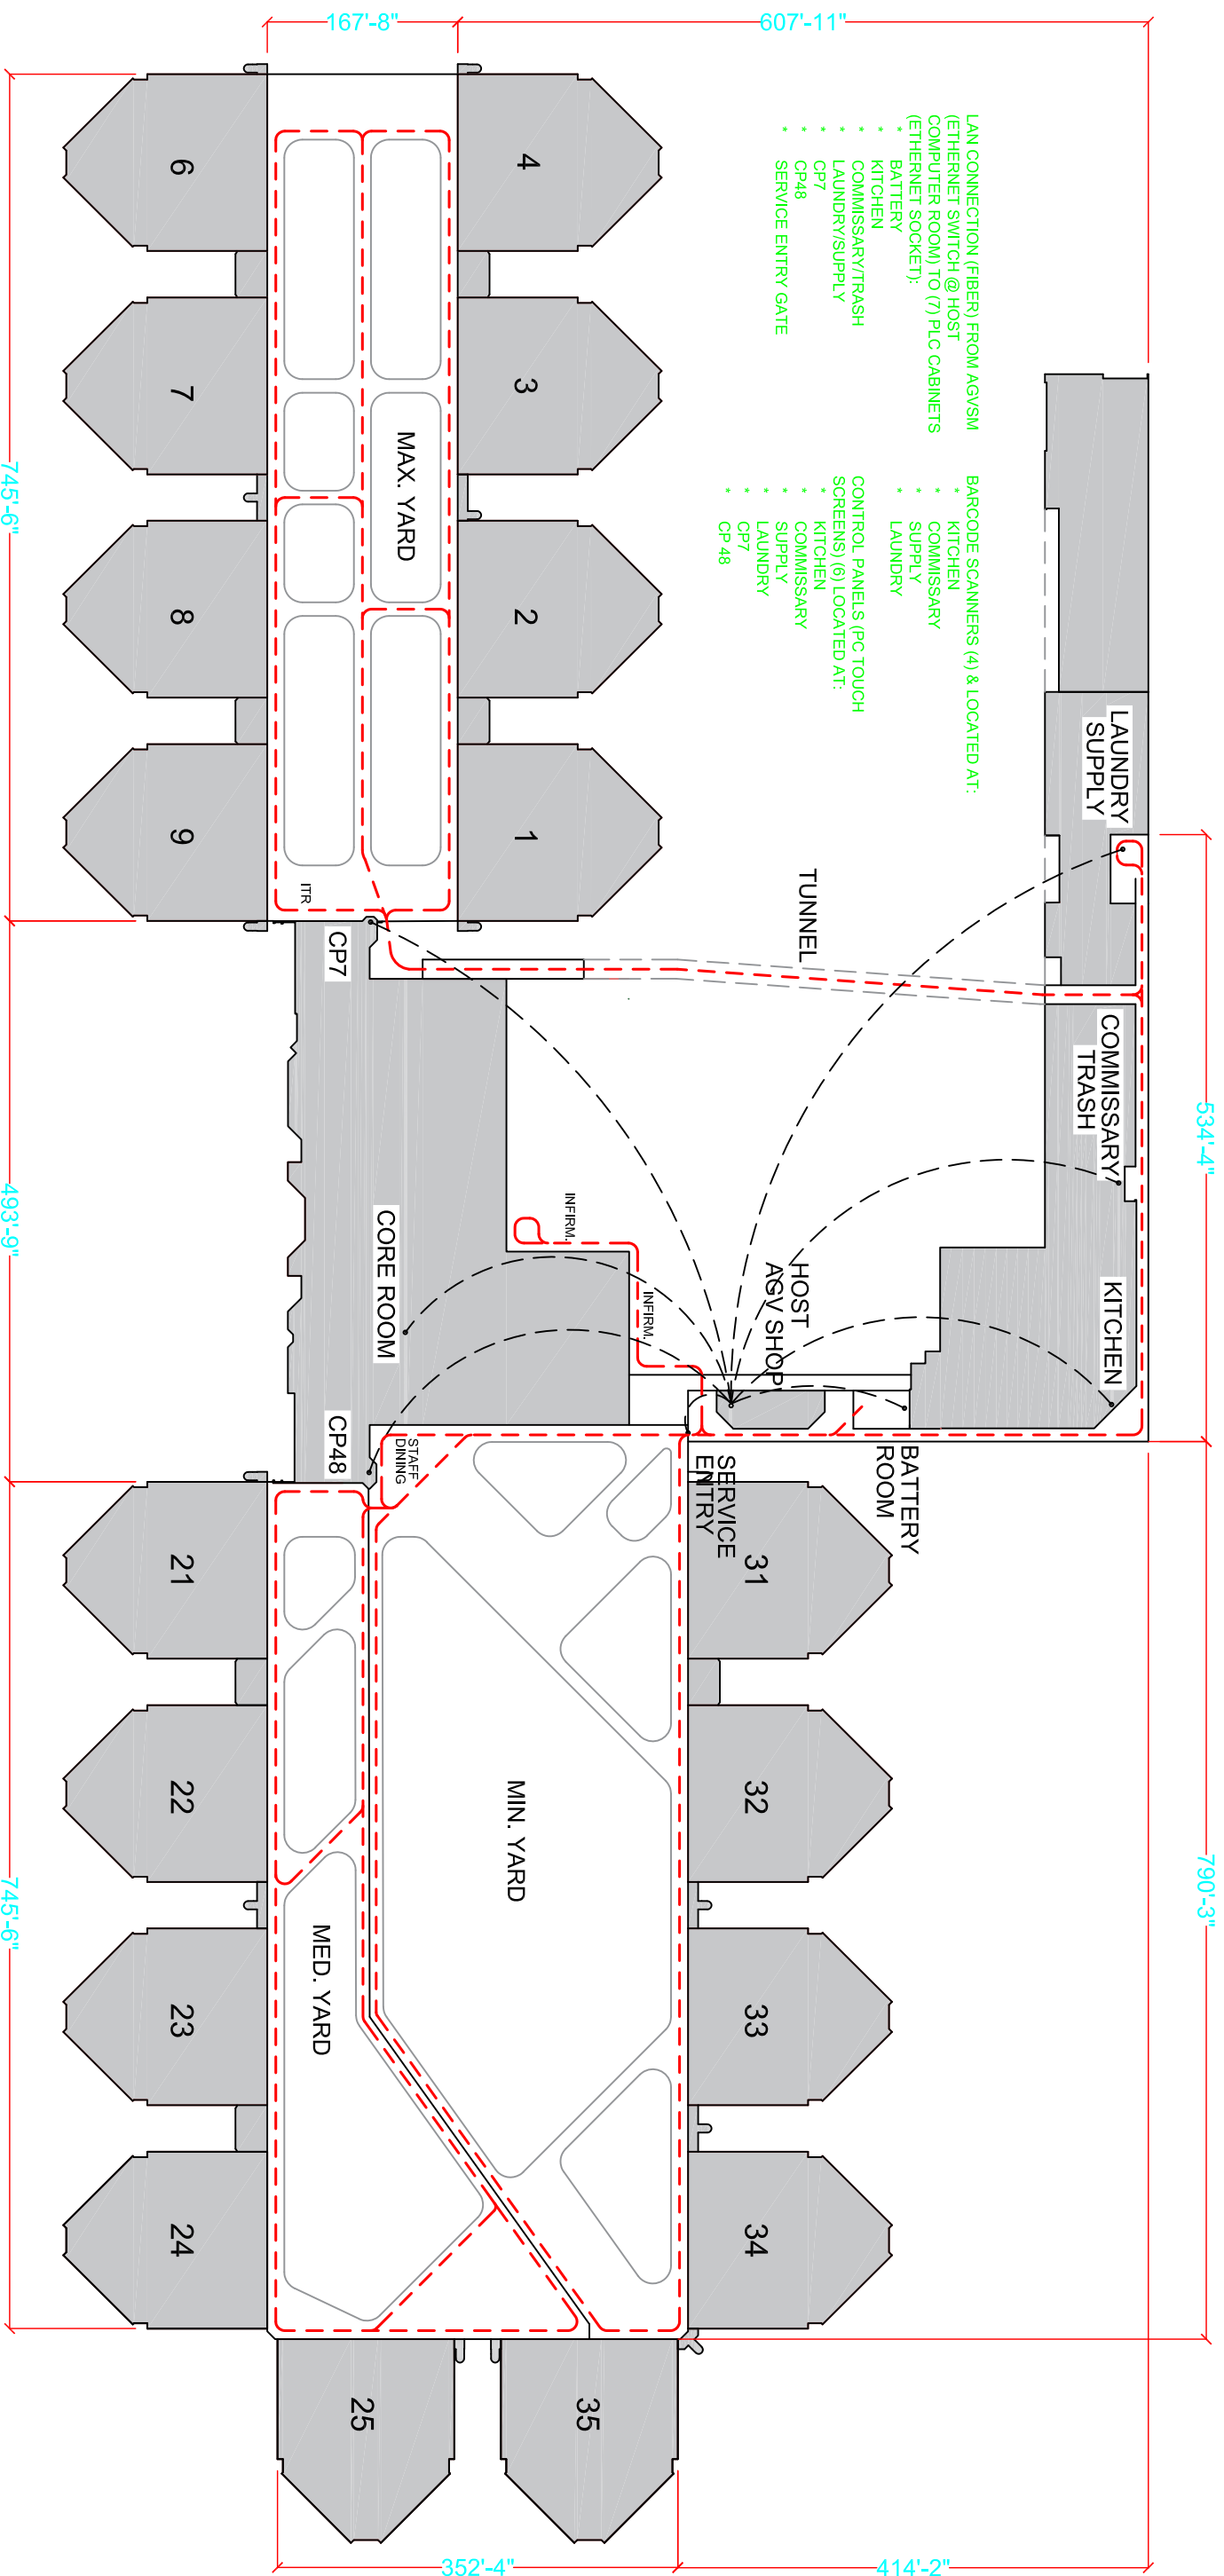 167'-8"
607'-11"
LAN CONNECTION (FIBER) FROM AGVSM
(ETHERNET SWITCH @ HOST
COMPUTER ROOM) TO (7) PLC CABINETS
(ETHERNET SOCKET):
* BATTERY
* KITCHEN
* COMMISSARY/TRASH
* LAUNDRY/SUPPLY
* CP7
* CP48
* SERVICE ENTRY GATE
BARCODE SCANNERS (4) & LOCATED AT:
* KITCHEN
* COMMISSARY
* SUPPLY
* LAUNDRY
CONTROL PANELS (PC TOUCH
SCREENS) (6) LOCATED AT:
* KITCHEN
* COMMISSARY
* SUPPLY
* LAUNDRY
* CP7
* CP 48
4
3
2
1
6
7
8
9
MAX. YARD
745'-6"
ITR
LAUNDRY
SUPPLY
TUNNEL
CP7
COMMISSARY/
TRASH
534'-4"
493'-9"
CORE ROOM
INFIRM.
INFIRM.
HOST
AGV SHOP
KITCHEN
CP48
STAFF
DINING
SERVICE
ENTRY
BATTERY
ROOM
31
32
33
34
21
22
23
24
MIN. YARD
MED. YARD
790'-3"
745'-6"
25
35
352'-4"
414'-2"